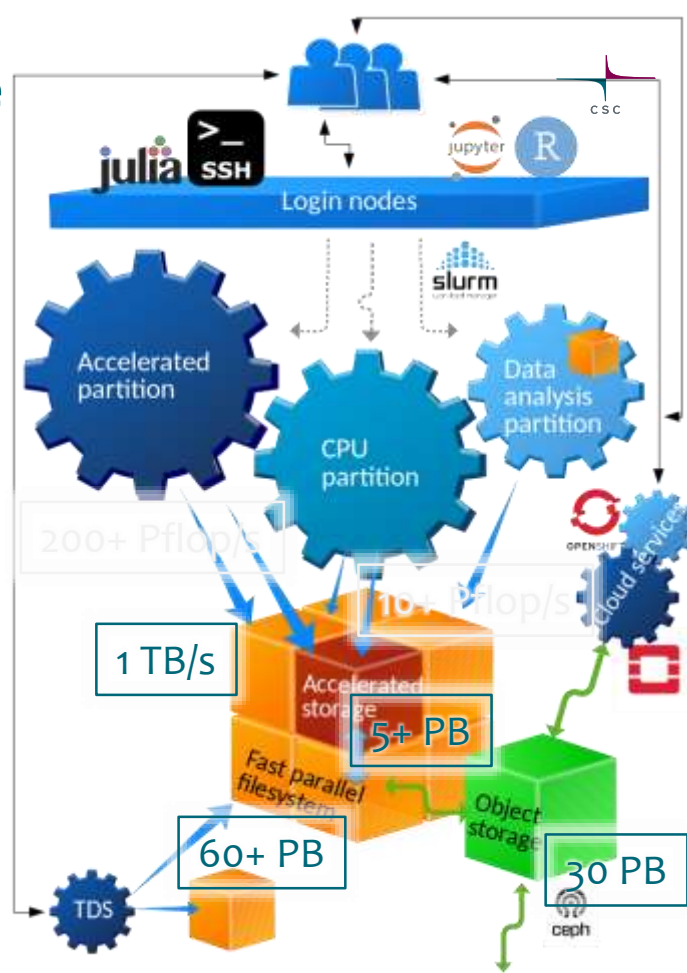 CSC
julia
>_
SSH
jupyter
R
Login nodes
slurm
workload manager
Accelerated
partition
Data
analysis
partition
CPU
partition
200+ Pflop/s
OPENSHIFT
Cloud services
10+ Pflop/s
1 TB/s
Accelerated
storage
5+ PB
Fast parallel
filesystem
Object
storage
60+ PB
30 PB
TDS
ceph